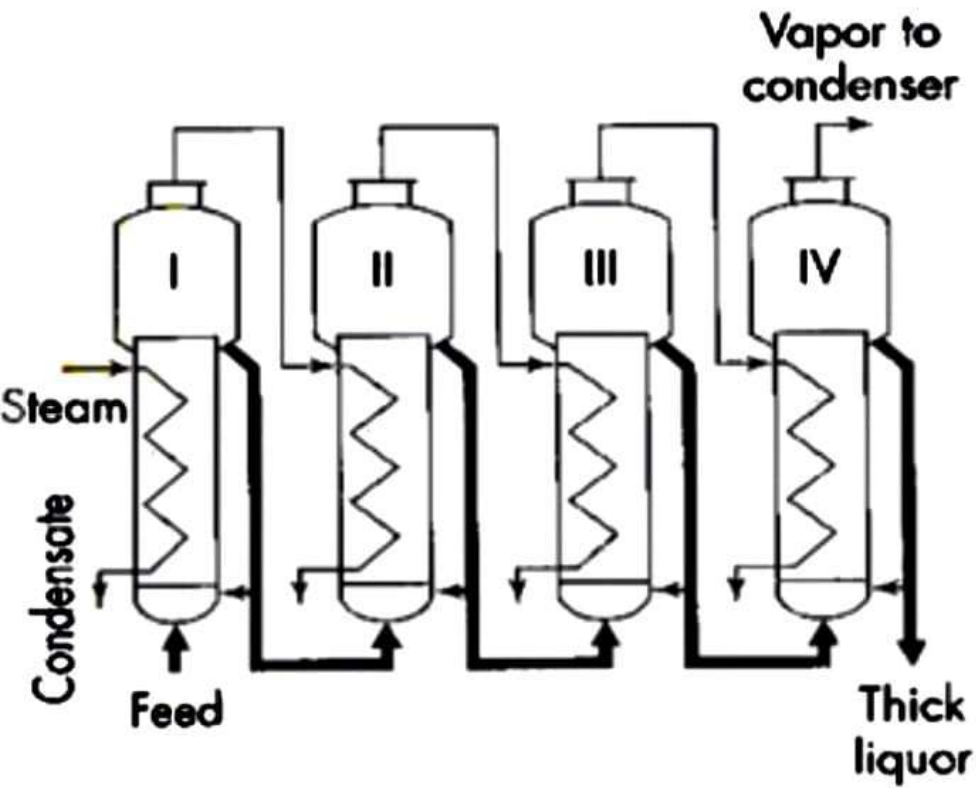 Vapor to
condenser
I
II
III
IV
Steam
Condensate
Feed
Thick
liquor